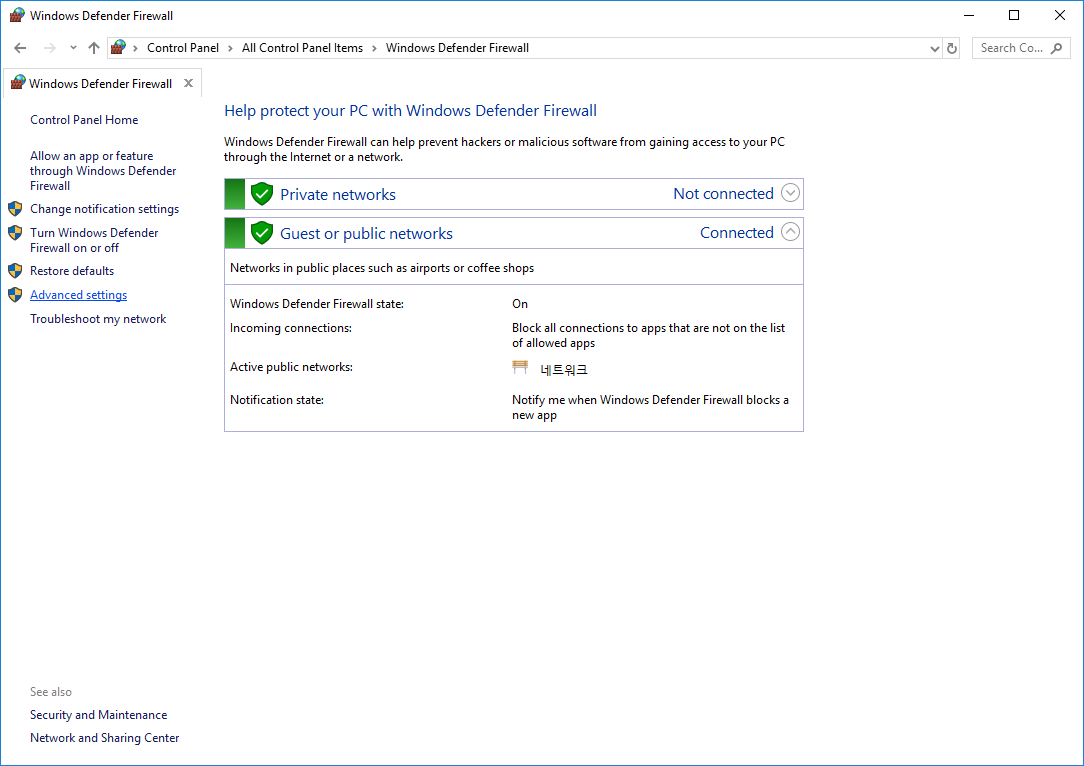 Windows Defender Firewall
Control Panel > All Control Panel Items > Windows Defender Firewall
Search Co...
Windows Defender Firewall
Control Panel Home
Allow an app or feature
through Windows Defender
Firewall
Change notification settings
Turn Windows Defender
Firewall on or off
Restore defaults
Advanced settings
Troubleshoot my network
Help protect your PC with Windows Defender Firewall
Windows Defender Firewall can help prevent hackers or malicious software from gaining access to your PC
through the Internet or a network.
Private networks Not connected
Guest or public networks Connected
Networks in public places such as airports or coffee shops
Windows Defender Firewall state: On
Incoming connections: Block all connections to apps that are not on the list
of allowed apps
Active public networks: 네트워크
Notification state: Notify me when Windows Defender Firewall blocks a
new app
See also
Security and Maintenance
Network and Sharing Center